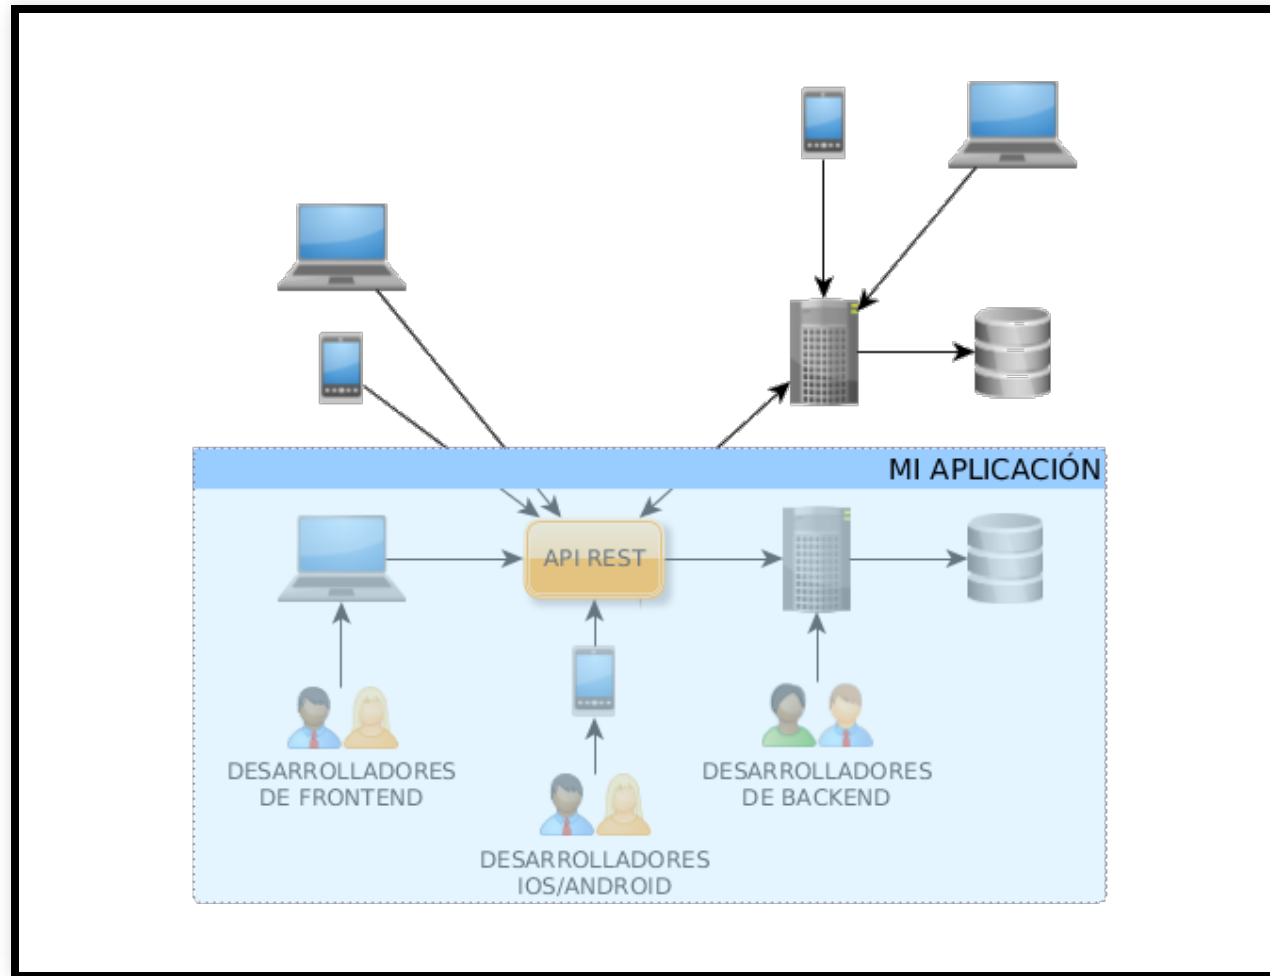 MI APLICACIÓN
API REST
DESARROLLADORES
DE FRONTEND
DESARROLLADORES
DE BACKEND
DESARROLLADORES
IOS/ANDROID